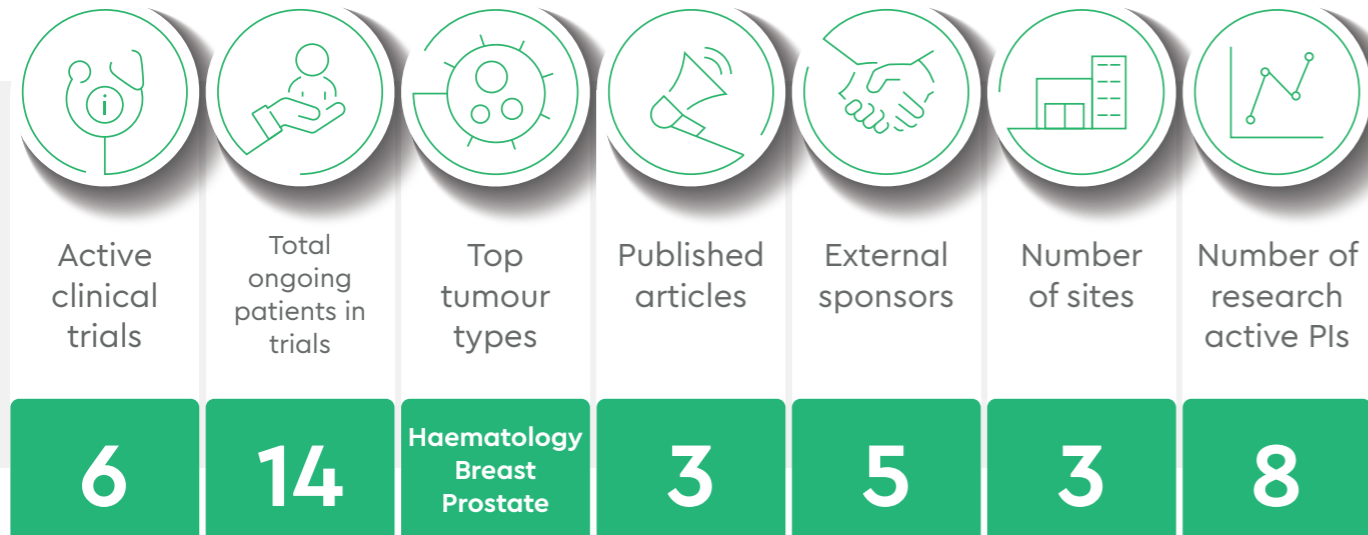 Active
clinical
trials
6
Total
ongoing
patients in
trials
14
Top
tumour
types
Haematology
Breast
Prostate
Published
articles
3
External
sponsors
5
Number
of sites
3
Number of
research
active PIs
8
i